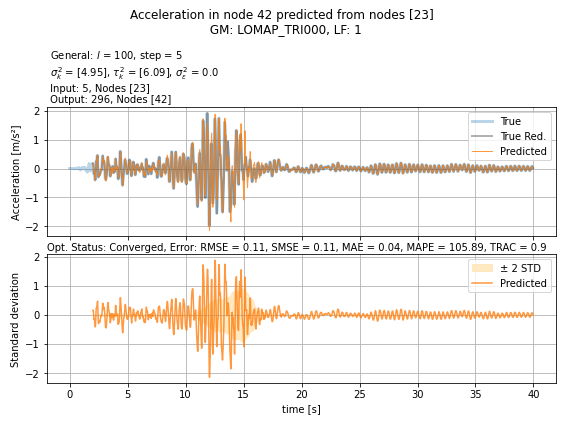 Acceleration in node 42 predicted from nodes [23]
GM: LOMAP_TRI000, LF: 1
General: l = 100, step = 5
σ²ₖ = [4.95], τ²ₖ = [6.09], σ²ε = 0.0
Input: 5, Nodes [23]
Output: 296, Nodes [42]
Acceleration [m/s²]
2
1
0
−1
−2
True
True Red.
Predicted
Opt. Status: Converged, Error: RMSE = 0.11, SMSE = 0.11, MAE = 0.04, MAPE = 105.89, TRAC = 0.9
Standard deviation
2
1
0
−1
−2
± 2 STD
Predicted
0 5 10 15 20 25 30 35 40
time [s]